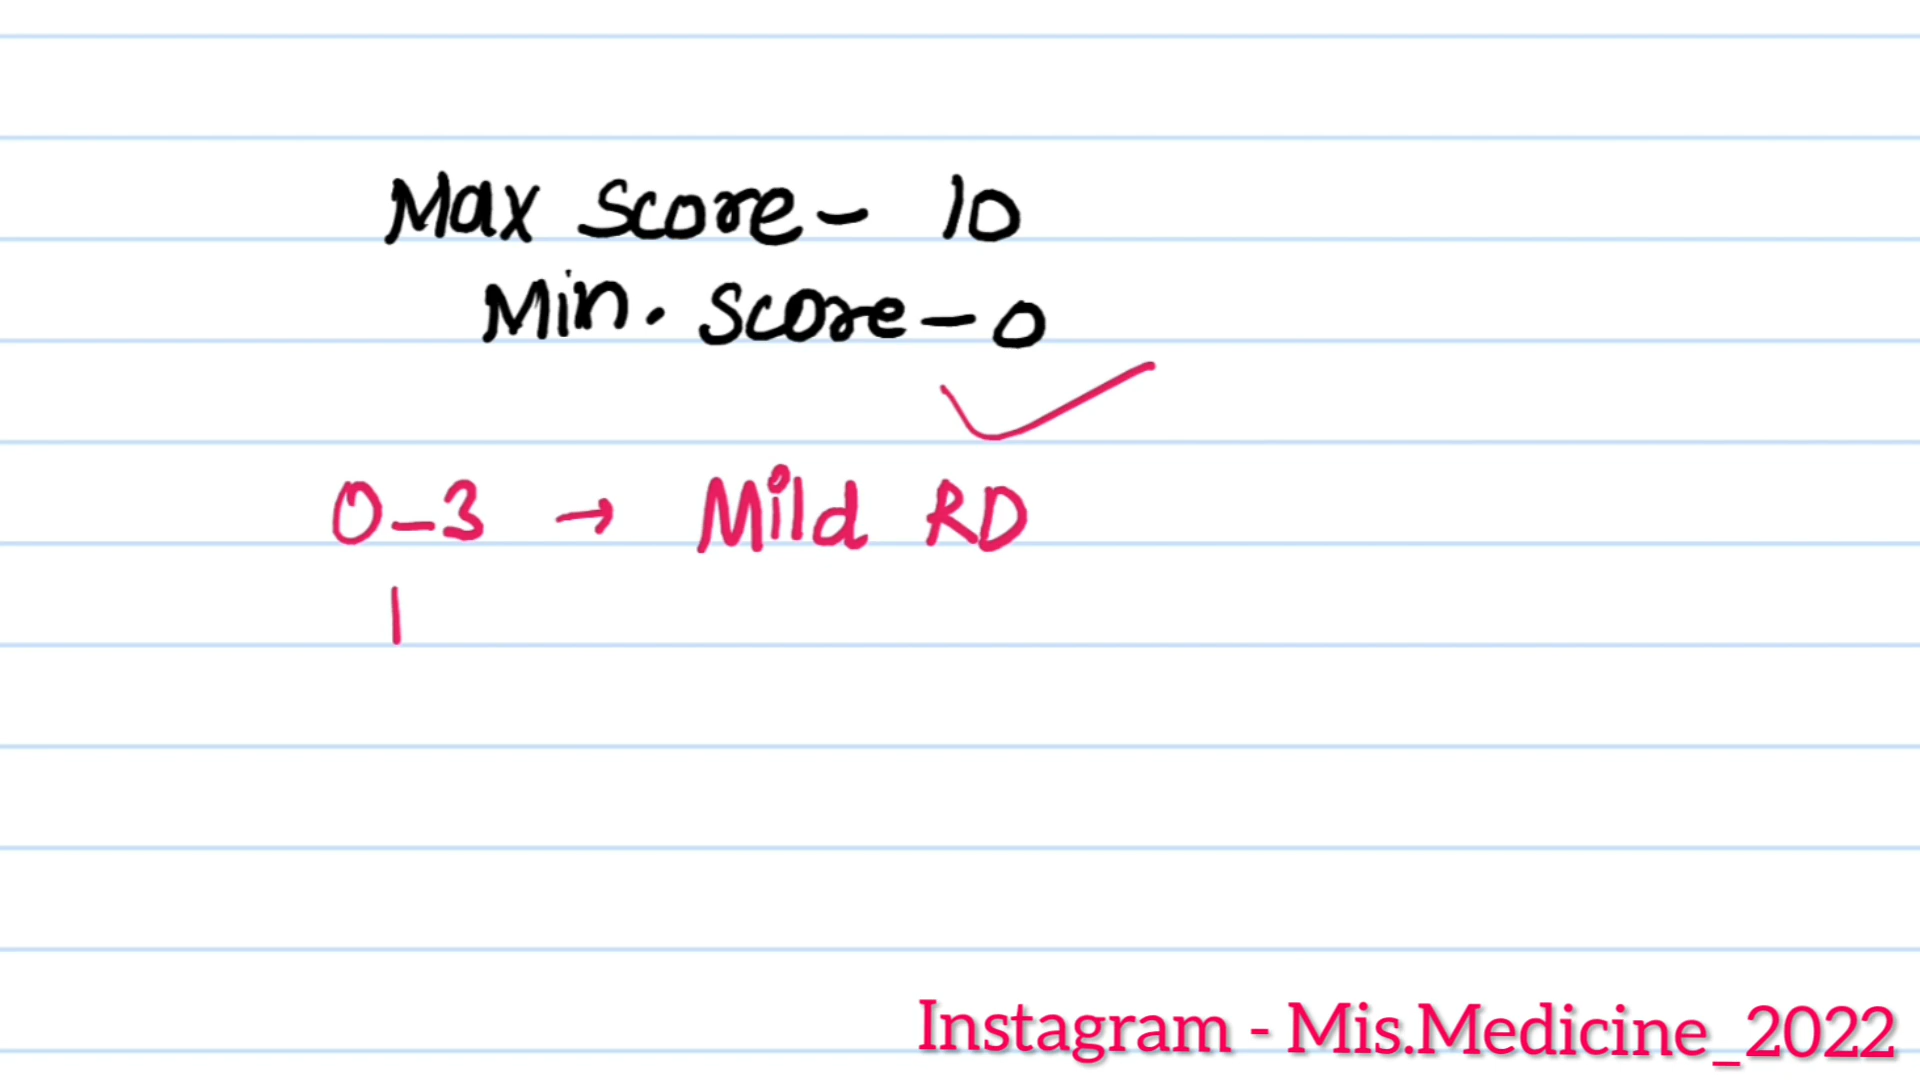 Max Score - 10
Min. Score - 0
0-3 → Mild RD
Instagram - Mis.Medicine_2022